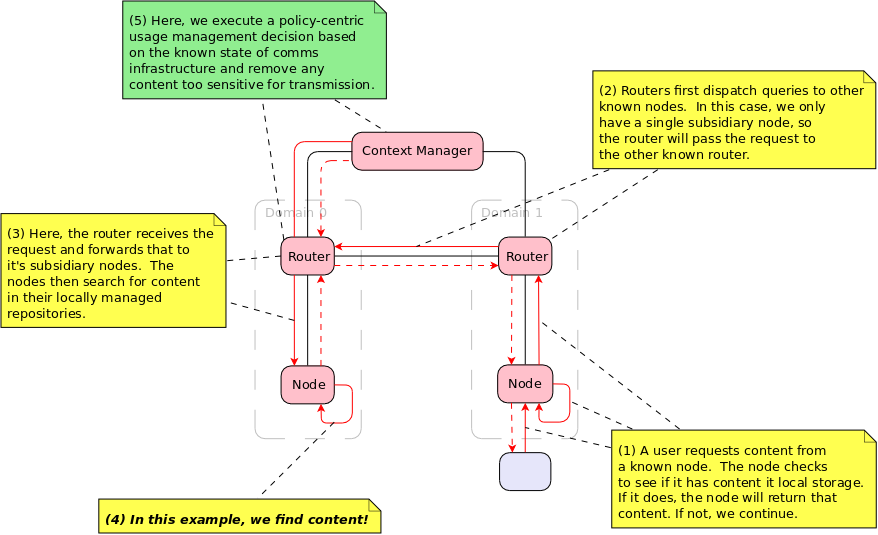 (5) Here, we execute a policy-centric
usage management decision based
on the known state of comms
infrastructure and remove any
content too sensitive for transmission.
(2) Routers first dispatch queries to other
known nodes.  In this case, we only
have a single subsidiary node, so
the router will pass the request to
the other known router.
Context Manager
Domain 0
Domain 1
(3) Here, the router receives the
request and forwards that to
it's subsidiary nodes.  The
nodes then search for content
in their locally managed
repositories.
Router
Router
Node
Node
(1) A user requests content from
a known node.  The node checks
to see if it has content it local storage.
If it does, the node will return that
content. If not, we continue.
(4) In this example, we find content!